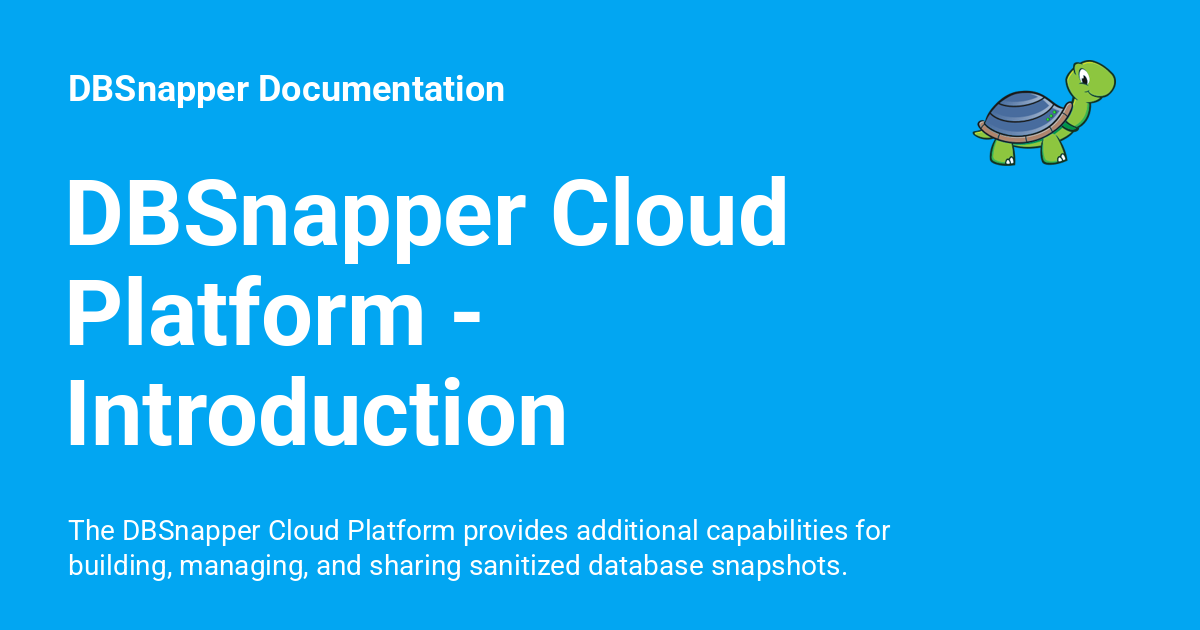 DBSnapper Documentation
DBSnapper Cloud
Platform -
Introduction
The DBSnapper Cloud Platform provides additional capabilities for
building, managing, and sharing sanitized database snapshots.